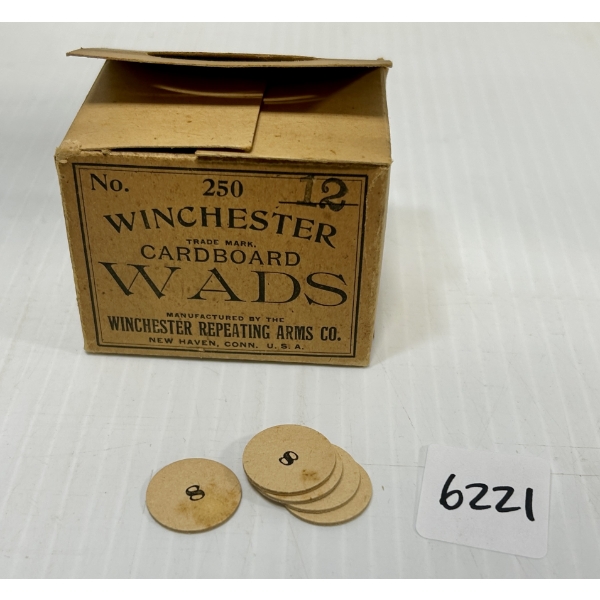 No. 250 12
WINCHESTER
TRADE MARK.
CARDBOARD
WADS
MANUFACTURED BY THE
WINCHESTER REPEATING ARMS CO.
NEW HAVEN, CONN. U.S.A.
8
8
6221